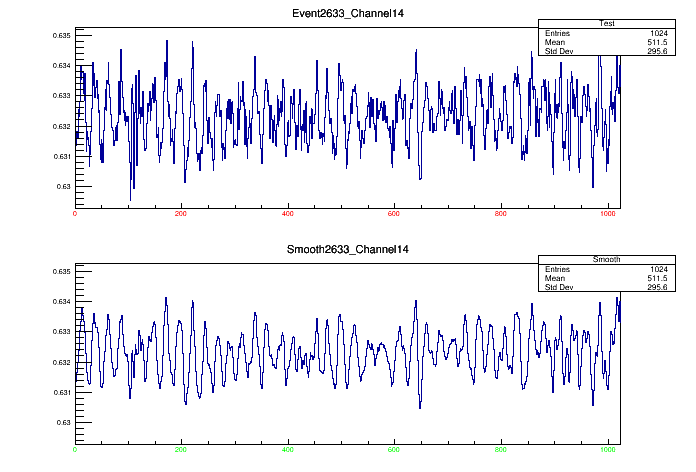 Event2633_Channel14
Test
Entries 1024
Mean 511.5
Std Dev 295.6
0.635
0.634
0.633
0.632
0.631
0.63
0 200 400 600 800 1000
Smooth2633_Channel14
Smooth
Entries 1024
Mean 511.5
Std Dev 295.6
0.635
0.634
0.633
0.632
0.631
0.63
0 200 400 600 800 1000